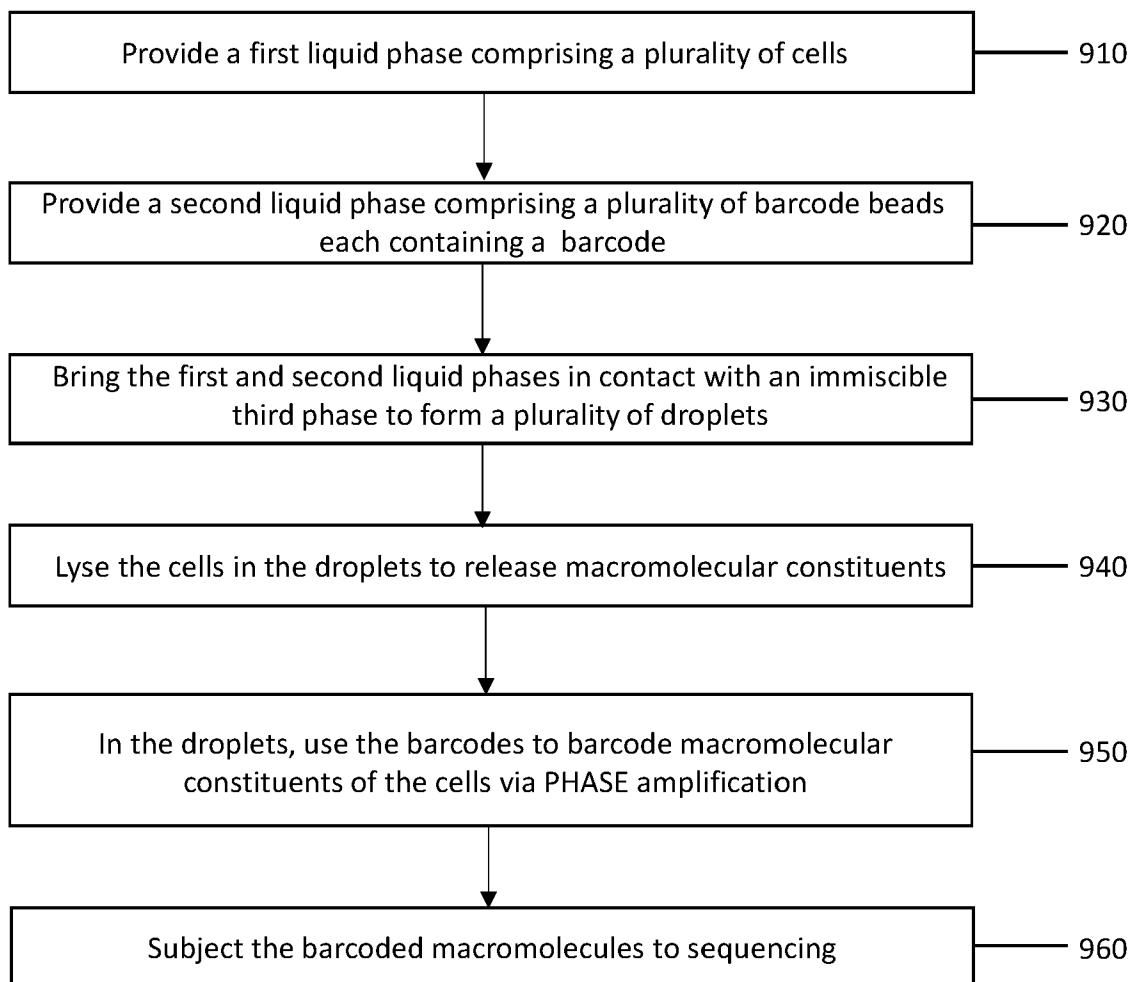 Provide a first liquid phase comprising a plurality of cells
910
Provide a second liquid phase comprising a plurality of barcode beads
each containing a barcode
920
Bring the first and second liquid phases in contact with an immiscible
third phase to form a plurality of droplets
930
Lyse the cells in the droplets to release macromolecular constituents
940
In the droplets, use the barcodes to barcode macromolecular
constituents of the cells via PHASE amplification
950
Subject the barcoded macromolecules to sequencing
960